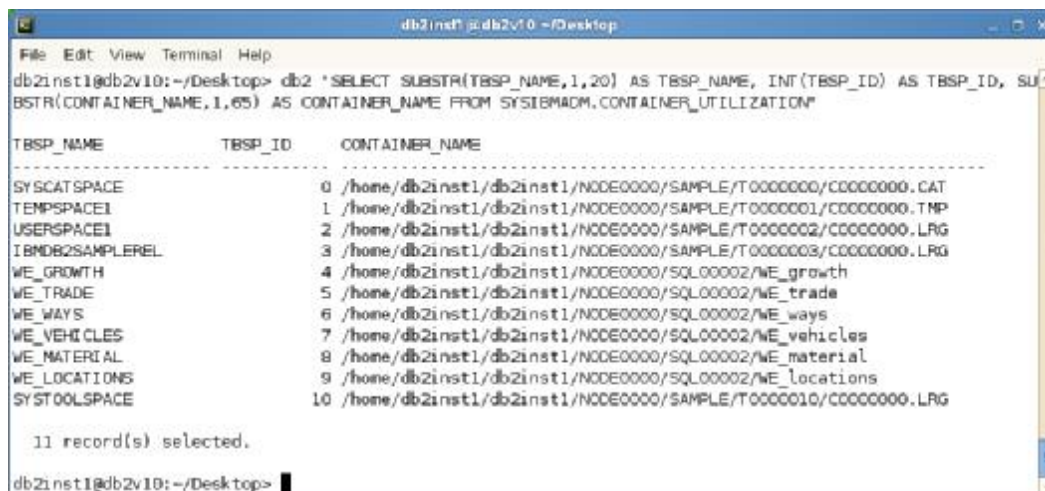 db2inst1@db2v10:~/Desktop
File Edit View Terminal Help
db2inst1@db2v10:~/Desktop> db2 "SELECT SUBSTR(TBSP_NAME,1,20) AS TBSP_NAME, INT(TBSP_ID) AS TBSP_ID, SU
BSTR(CONTAINER_NAME,1,65) AS CONTAINER_NAME FROM SYSIBMADM.CONTAINER_UTILIZATION"
TBSP_NAME TBSP_ID CONTAINER_NAME
-------------------- ----------- -----------------------------------------------------------------
SYSCATSPACE 0 /home/db2inst1/db2inst1/NODE0000/SAMPLE/T0000000/C0000000.CAT
TEMPSPACE1 1 /home/db2inst1/db2inst1/NODE0000/SAMPLE/T0000001/C0000000.TMP
USERSPACE1 2 /home/db2inst1/db2inst1/NODE0000/SAMPLE/T0000002/C0000000.LRG
IBMDB2SAMPLEREL 3 /home/db2inst1/db2inst1/NODE0000/SAMPLE/T0000003/C0000000.LRG
WE_GROWTH 4 /home/db2inst1/db2inst1/NODE0000/SQL00002/WE_growth
WE_TRADE 5 /home/db2inst1/db2inst1/NODE0000/SQL00002/WE_trade
WE_WAYS 6 /home/db2inst1/db2inst1/NODE0000/SQL00002/WE_ways
WE_VEHICLES 7 /home/db2inst1/db2inst1/NODE0000/SQL00002/WE_vehicles
WE_MATERIAL 8 /home/db2inst1/db2inst1/NODE0000/SQL00002/WE_material
WE_LOCATIONS 9 /home/db2inst1/db2inst1/NODE0000/SQL00002/WE_locations
SYSTOOLSPACE 10 /home/db2inst1/db2inst1/NODE0000/SAMPLE/T0000010/C0000000.LRG
11 record(s) selected.
db2inst1@db2v10:~/Desktop>